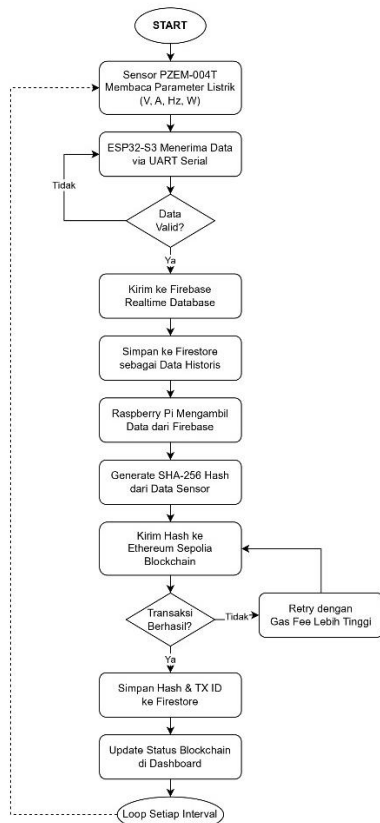 START
Sensor PZEM-004T
Membaca Parameter Listrik
(V, A, Hz, W)
ESP32-S3 Menerima Data
via UART Serial
Tidak
Data
Valid?
Ya
Kirim ke Firebase
Realtime Database
Simpan ke Firestore
sebagai Data Historis
Raspberry Pi Mengambil
Data dari Firebase
Generate SHA-256 Hash
dari Data Sensor
Kirim Hash ke
Ethereum Sepolia
Blockchain
Transaksi
Berhasil?
Tidak
Retry dengan
Gas Fee Lebih Tinggi
Ya
Simpan Hash & TX ID
ke Firestore
Update Status Blockchain
di Dashboard
Loop Setiap Interval